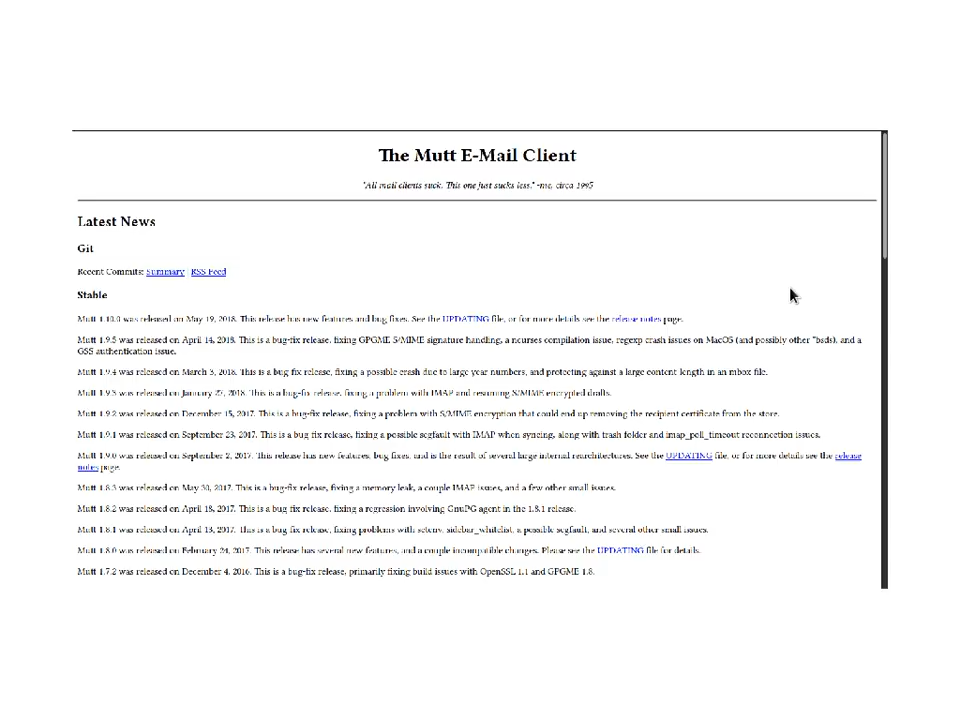 The Mutt E-Mail Client
"All mail clients suck. This one just sucks less." -me, circa 1995
Latest News
Git
Recent Commits: Summary | RSS Feed
Stable
Mutt 1.10.0 was released on May 19, 2018. This release has new features and bug fixes. See the UPDATING file, or for more details see the release notes page.
Mutt 1.9.5 was released on April 14, 2018. This is a bug-fix release, fixing GPGME S/MIME signature handling, a ncurses compilation issue, regexp crash issues on MacOS (and possibly other *bsds), and a
GSS authentication issue.
Mutt 1.9.4 was released on March 3, 2018. This is a bug fix release, fixing a possible crash due to large year numbers, and protecting against a large content length in an mbox file.
Mutt 1.9.3 was released on January 27, 2018. This is a bug-fix release, fixing a problem with IMAP and resuming S/MIME encrypted drafts.
Mutt 1.9.2 was released on December 15, 2017. This is a bug-fix release, fixing a problem with S/MIME encryption that could end up removing the recipient certificate from the store.
Mutt 1.9.1 was released on September 23, 2017. This is a bug fix release, fixing a possible segfault with IMAP when syncing, along with trash folder and imap_poll_timeout reconnection issues.
Mutt 1.9.0 was released on September 2, 2017. This release has new features, bug fixes, and is the result of several large internal rearchitectures. See the UPDATING file, or for more details see the release
notes page.
Mutt 1.8.3 was released on May 30, 2017. This is a bug-fix release, fixing a memory leak, a couple IMAP issues, and a few other small issues.
Mutt 1.8.2 was released on April 18, 2017. This is a bug-fix release, fixing a regression involving GnuPG agent in the 1.8.1 release.
Mutt 1.8.1 was released on April 13, 2017. This is a bug-fix release, fixing problems with setenv, sidebar_whitelist, a possible segfault, and several other small issues.
Mutt 1.8.0 was released on February 24, 2017. This release has several new features, and a couple incompatible changes. Please see the UPDATING file for details.
Mutt 1.7.2 was released on December 4, 2016. This is a bug-fix release, primarily fixing build issues with OpenSSL 1.1 and GPGME 1.8.